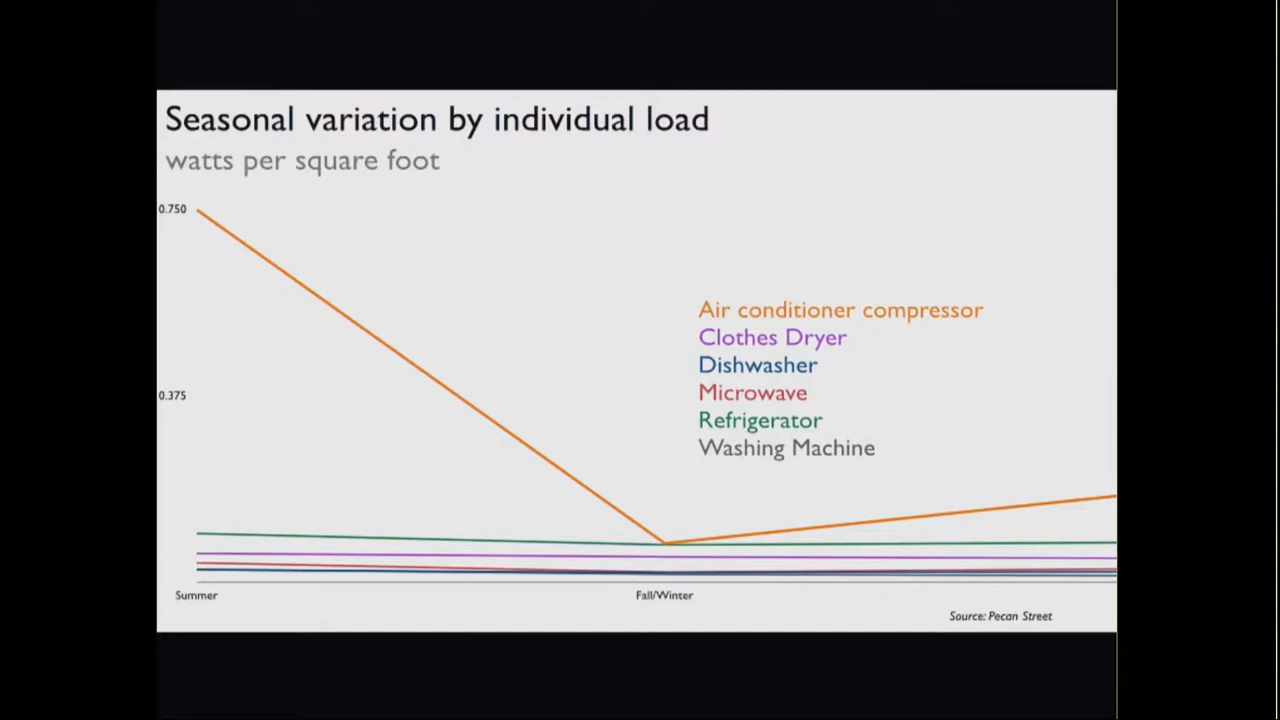 Seasonal variation by individual load
watts per square foot
0.750
Air conditioner compressor
Clothes Dryer
Dishwasher
0.375
Microwave
Refrigerator
Washing Machine
Summer
Fall/Winter
Source: Pecan Street